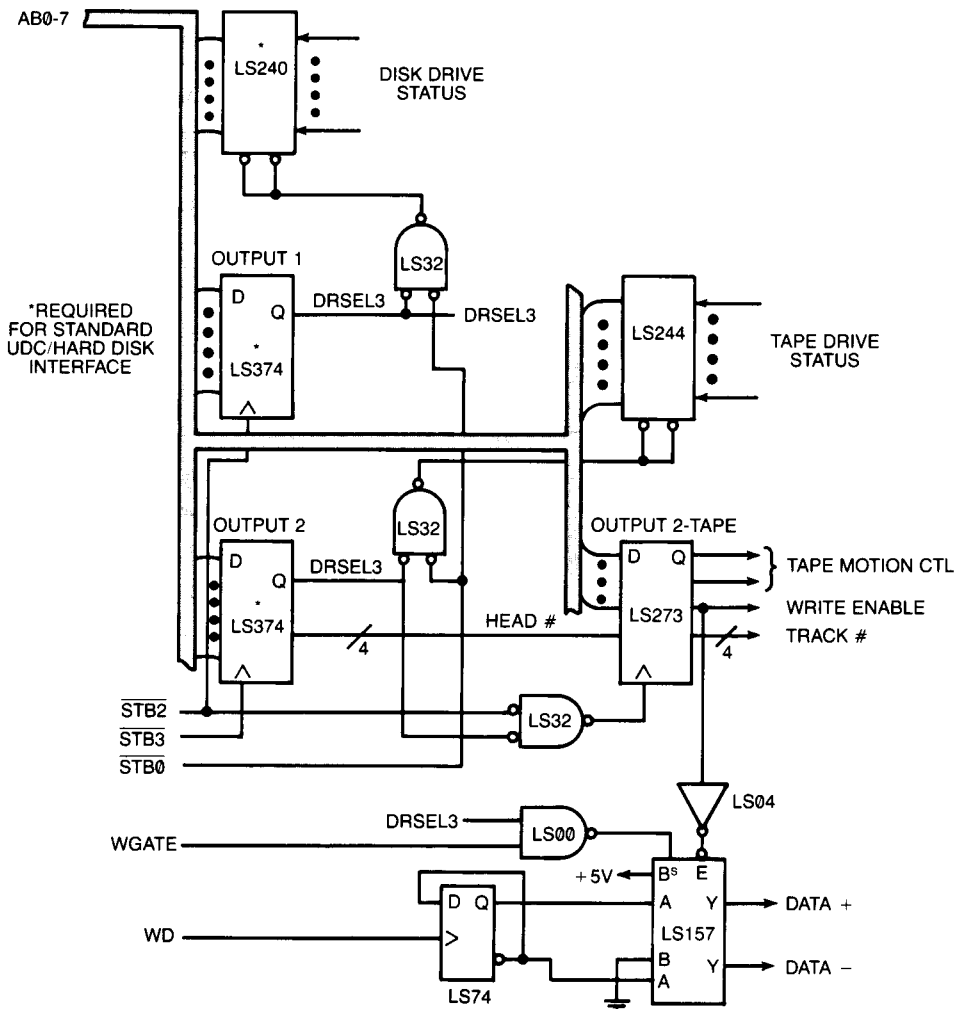 AB0-7
*
LS240
DISK DRIVE
STATUS
LS32
OUTPUT 1
D
Q
*
LS374
DRSEL3
DRSEL3
*REQUIRED
FOR STANDARD
UDC/HARD DISK
INTERFACE
LS244
TAPE DRIVE
STATUS
LS32
OUTPUT 2
D
Q
*
LS374
DRSEL3
HEAD #
4
OUTPUT 2-TAPE
D
Q
LS273
TAPE MOTION CTL
WRITE ENABLE
TRACK #
4
STB2
STB3
STB0
LS32
LS04
DRSEL3
WGATE
LS00
+5V
B
S
E
A
Y
DATA +
LS157
B
A
Y
DATA −
D
Q
WD
LS74